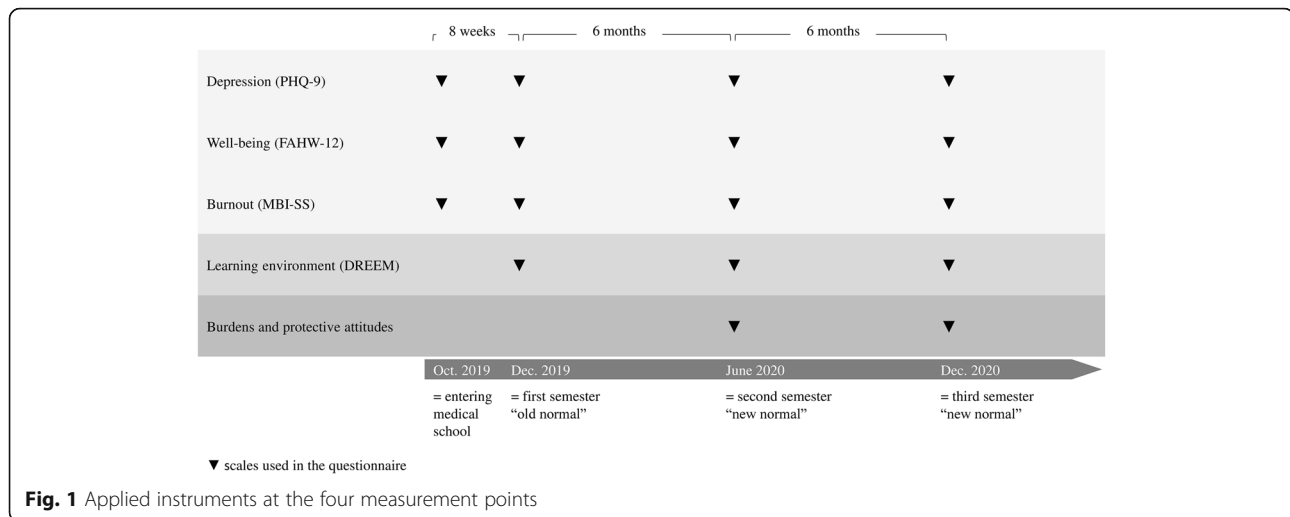 8 weeks 6 months 6 months
Depression (PHQ-9) ▼ ▼ ▼ ▼
Well-being (FAHW-12) ▼ ▼ ▼ ▼
Burnout (MBI-SS) ▼ ▼ ▼ ▼
Learning environment (DREEM) ▼ ▼ ▼
Burdens and protective attitudes ▼ ▼
Oct. 2019 Dec. 2019 June 2020 Dec. 2020
= entering = first semester = second semester = third semester
medical "old normal" "new normal" "new normal"
school
▼ scales used in the questionnaire
Fig. 1 Applied instruments at the four measurement points